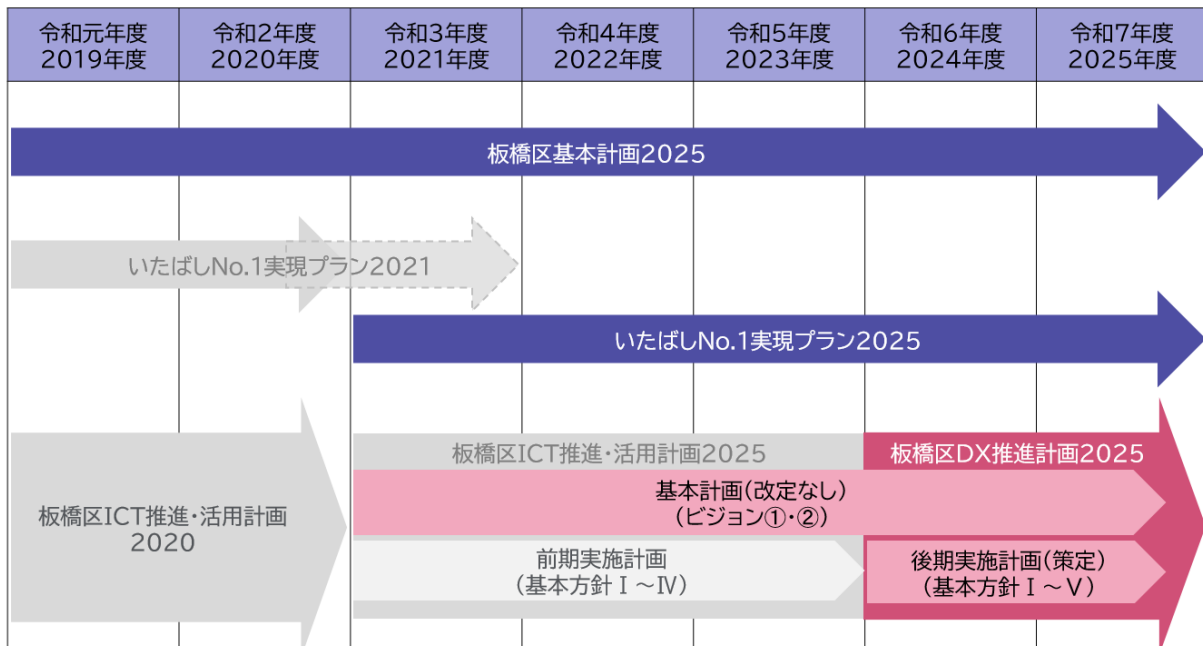 令和元年度
2019年度
令和2年度
2020年度
令和3年度
2021年度
令和4年度
2022年度
令和5年度
2023年度
令和6年度
2024年度
令和7年度
2025年度
板橋区基本計画2025
いたばしNo.1実現プラン2021
いたばしNo.1実現プラン2025
板橋区ICT推進・活用計画
2020
板橋区ICT推進・活用計画2025
板橋区DX推進計画2025
基本計画(改定なし)
(ビジョン①・②)
前期実施計画
(基本方針Ⅰ～Ⅳ)
後期実施計画(策定)
(基本方針Ⅰ～Ⅴ)